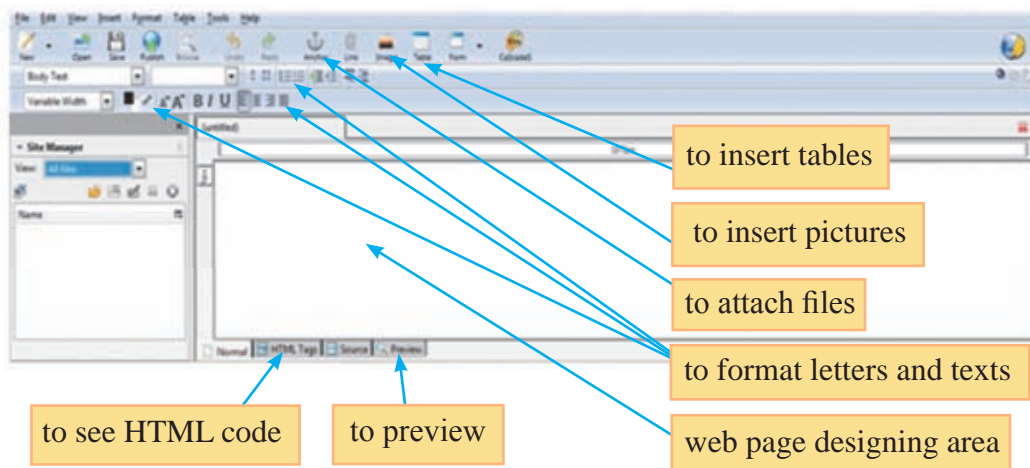 File Edit View Insert Format Table Tools Help
New Open Save Publish Browse Undo Redo Anchor Link Image Table Form CaScadeS
Body Text
Variable Width
B I U
(untitled)
Site Manager
View: All files
Name
to insert tables
to insert pictures
to attach files
to format letters and texts
web page designing area
Normal HTML Tags Source Preview
to see HTML code
to preview